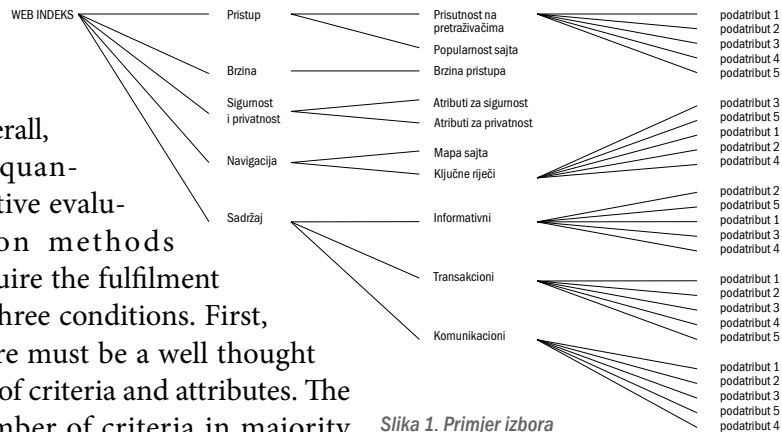 WEB INDEKS
Pristup
Brzina
Sigurnost
i privatnost
Navigacija
Sadržaj
Prisutnost na
pretraživačima
Popularnost sajta
Brzina pristupa
Atributi za sigurnost
Atributi za privatnost
Mapa sajta
Ključne riječi
Informativni
Transakcioni
Komunikacioni
podatribut 1
podatribut 2
podatribut 3
podatribut 4
podatribut 5
podatribut 3
podatribut 5
podatribut 1
podatribut 2
podatribut 4
podatribut 2
podatribut 5
podatribut 1
podatribut 3
podatribut 4
podatribut 1
podatribut 2
podatribut 3
podatribut 4
podatribut 5
podatribut 1
podatribut 2
podatribut 3
podatribut 5
podatribut 4
erall,
quan-
tive evalu-
on methods
uire the fulfilment
hree conditions. First,
re must be a well thought
of criteria and attributes. The
mber of criteria in majority
Slika 1. Primjer izbora